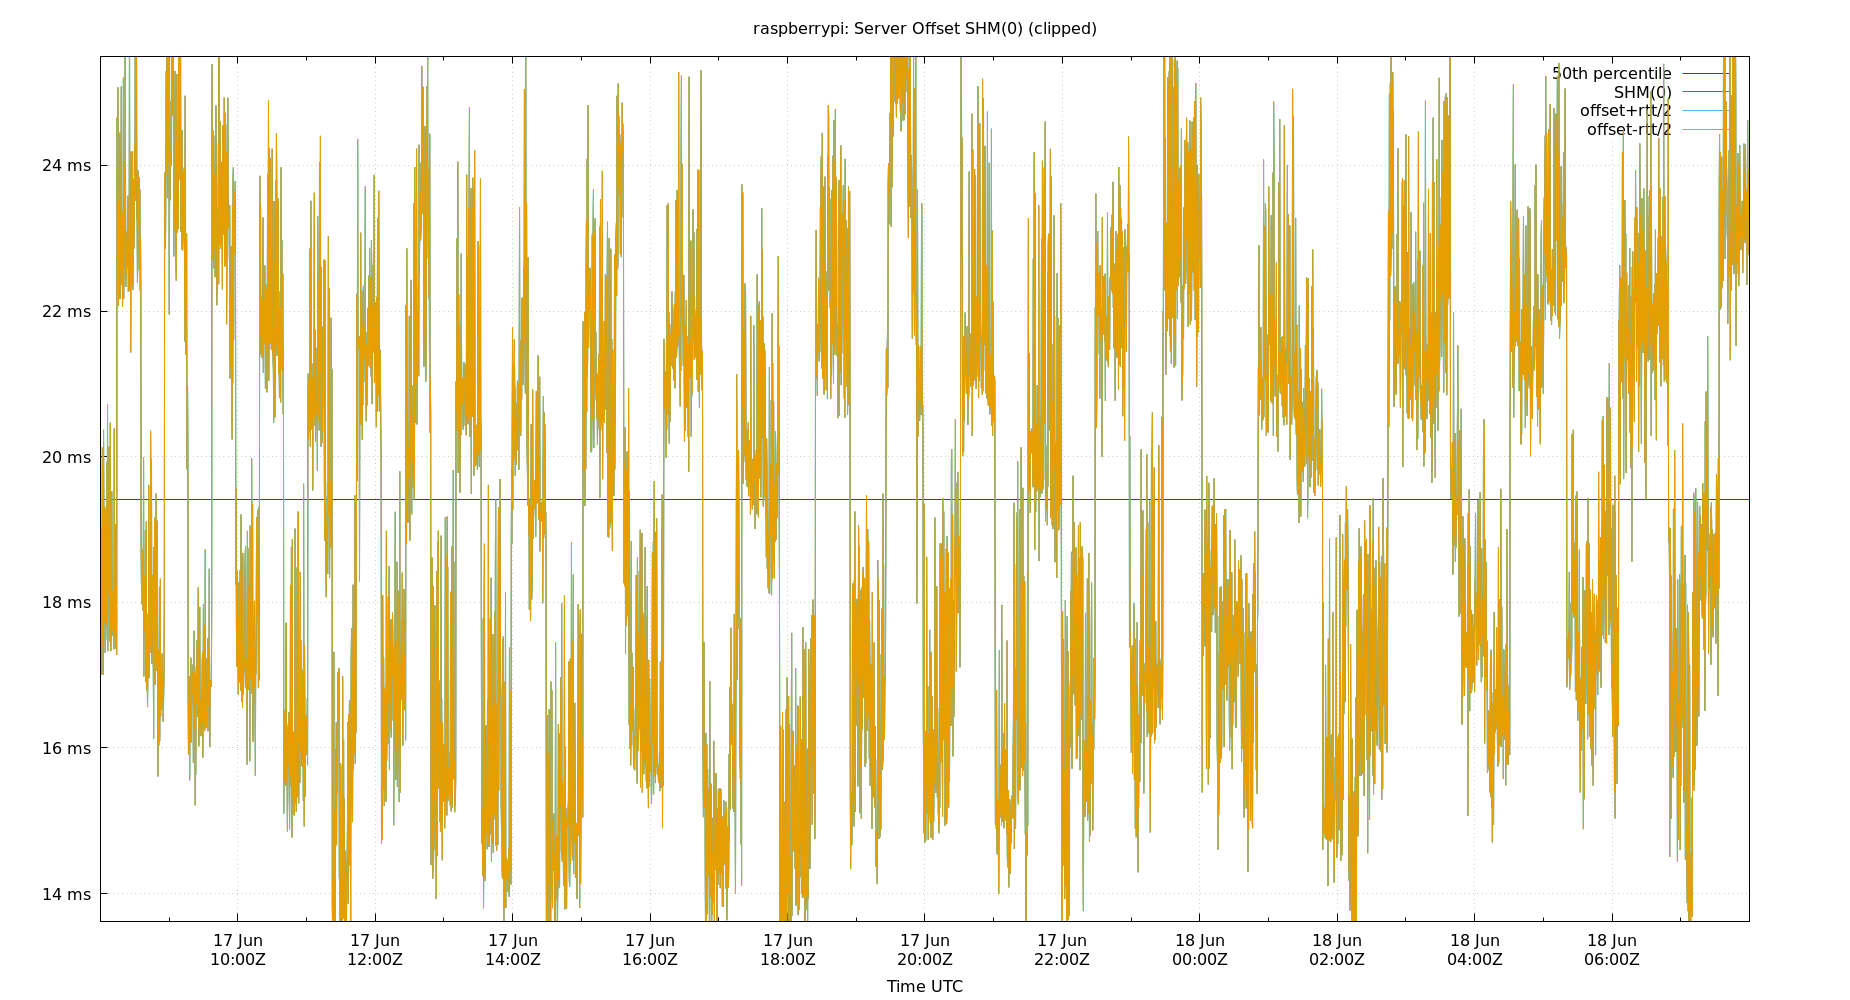 raspberrypi: Server Offset SHM(0) (clipped)
50th percentile
SHM(0)
offset+rtt/2
offset-rtt/2
24 ms
22 ms
20 ms
18 ms
16 ms
14 ms
17 Jun 17 Jun 17 Jun 17 Jun 17 Jun 17 Jun 17 Jun 18 Jun 18 Jun 18 Jun 18 Jun
10:00Z 12:00Z 14:00Z 16:00Z 18:00Z 20:00Z 22:00Z 00:00Z 02:00Z 04:00Z 06:00Z
Time UTC